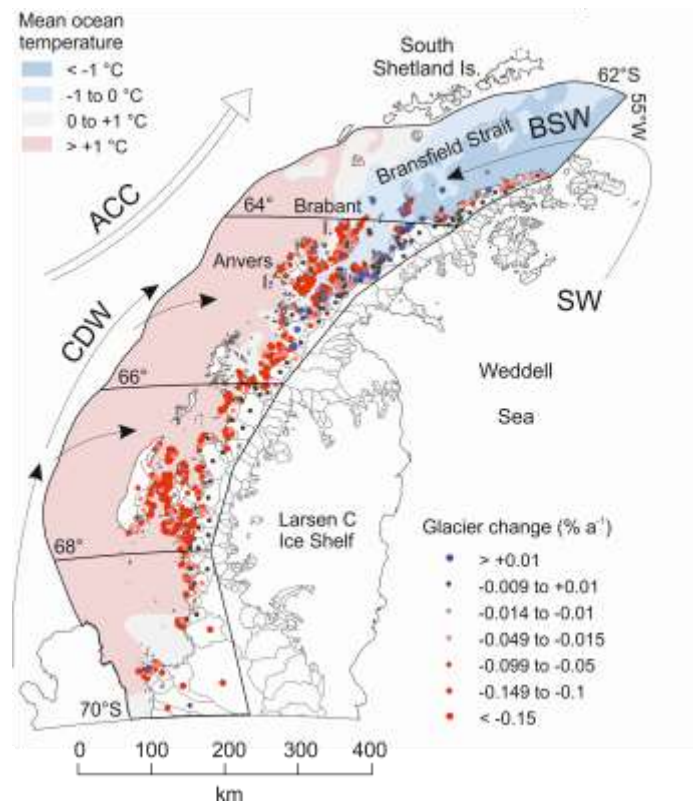 Mean ocean
temperature
< -1 °C
-1 to 0 °C
0 to +1 °C
> +1 °C
South
Shetland Is.
62°S
55°W
BSW
Bransfield Strait
ACC
64°
Brabant
I.
Anvers
I.
CDW
SW
66°
Weddell
Sea
68°
Larsen C
Ice Shelf
Glacier change (% a⁻¹)
> +0.01
-0.009 to +0.01
-0.014 to -0.01
-0.049 to -0.015
-0.099 to -0.05
-0.149 to -0.1
< -0.15
70°S
0 100 200 300 400
km